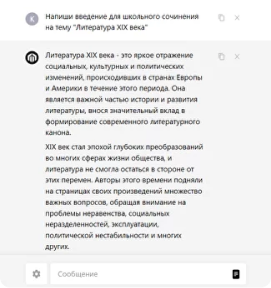 К
Напиши введение для школьного сочинения
на тему "Литература XIX века"
Литература XIX века - это яркое отражение
социальных, культурных и политических
изменений, происходивших в странах Европы
и Америки в течение этого периода. Она
является важной частью истории и развития
литературы, внося значительный вклад в
формирование современного литературного
канона.
XIX век стал эпохой глубоких преобразований
во многих сферах жизни общества, и
литература не смогла остаться в стороне от
этих перемен. Авторы этого времени подняли
на страницах своих произведений множество
важных вопросов, обращая внимание на
проблемы неравенства, социальных
неразделенностей, эксплуатации,
политической нестабильности и многих
других.
Сообщение